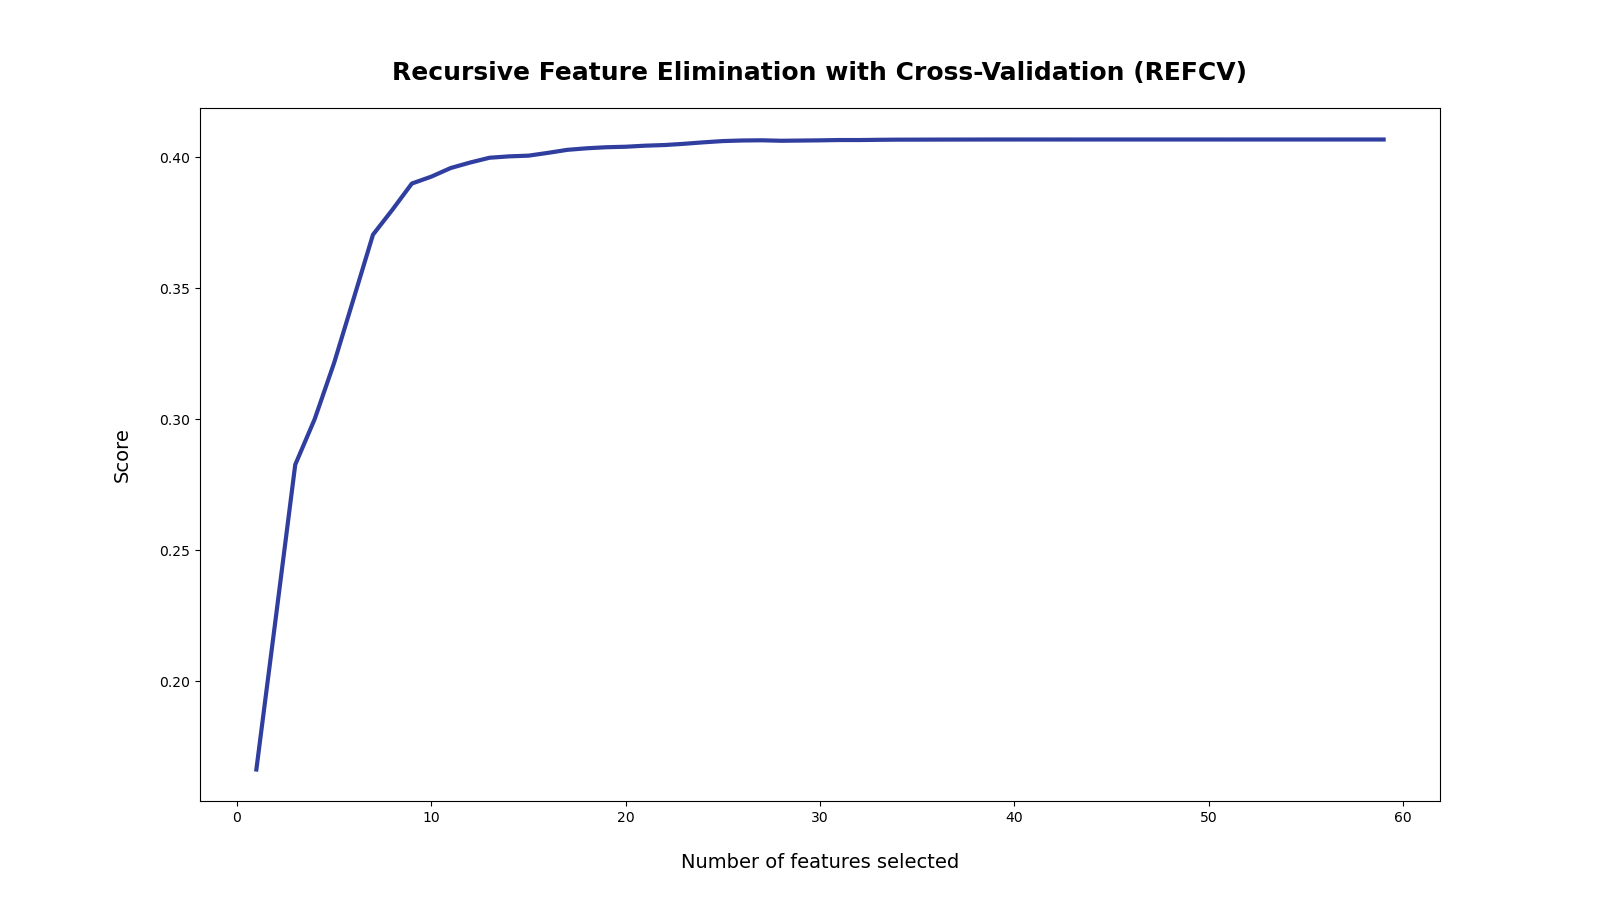 Recursive Feature Elimination with Cross-Validation (REFCV)
0.40
0.35
0.30
0.25
0.20
Score
0 10 20 30 40 50 60
Number of features selected